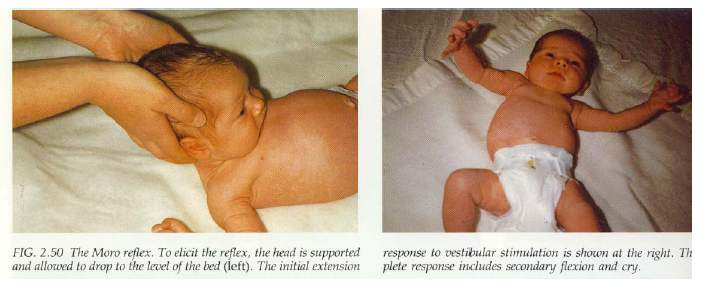 FIG. 2.50 The Moro reflex. To elicit the reflex, the head is supported
and allowed to drop to the level of the bed (left). The initial extension
response to vestibular stimulation is shown at the right. Th
plete response includes secondary flexion and cry.